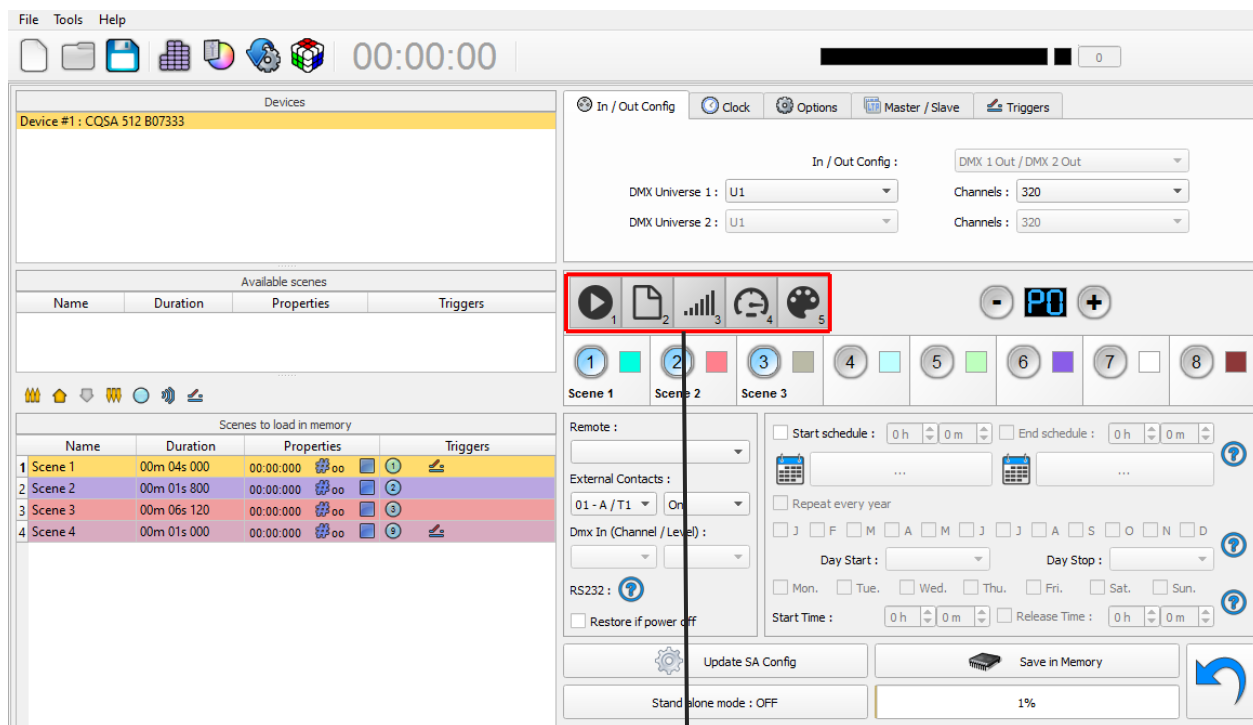 File Tools Help
00:00:00
0
Devices
Device #1 : CQSA 512 B07333
In / Out Config Clock Options Master / Slave Triggers
In / Out Config : DMX 1 Out / DMX 2 Out
DMX Universe 1 : U1 Channels : 320
DMX Universe 2 : U1 Channels : 320
Available scenes
Name Duration Properties Triggers
1 2 3 4 5
- P0 +
1 2 3 4 5 6 7 8
Scene 1 Scene 2 Scene 3
Scenes to load in memory
Name Duration Properties Triggers
1 Scene 1 00m 04s 000 00:00:000 # oo 1
2 Scene 2 00m 01s 800 00:00:000 # oo 2
3 Scene 3 00m 06s 120 00:00:000 # oo 3
4 Scene 4 00m 01s 000 00:00:000 # oo 9
Remote :
External Contacts :
01 - A / T1 On
Dmx In (Channel / Level) :
RS232 : ?
Restore if power off
Start schedule : 0 h 0 m End schedule : 0 h 0 m ?
... ...
Repeat every year
J F M A M J J A S O N D ?
Day Start : Day Stop :
Mon. Tue. Wed. Thu. Fri. Sat. Sun. ?
Start Time : 0 h 0 m Release Time : 0 h 0 m
Update SA Config Save in Memory
Stand alone mode : OFF 1%